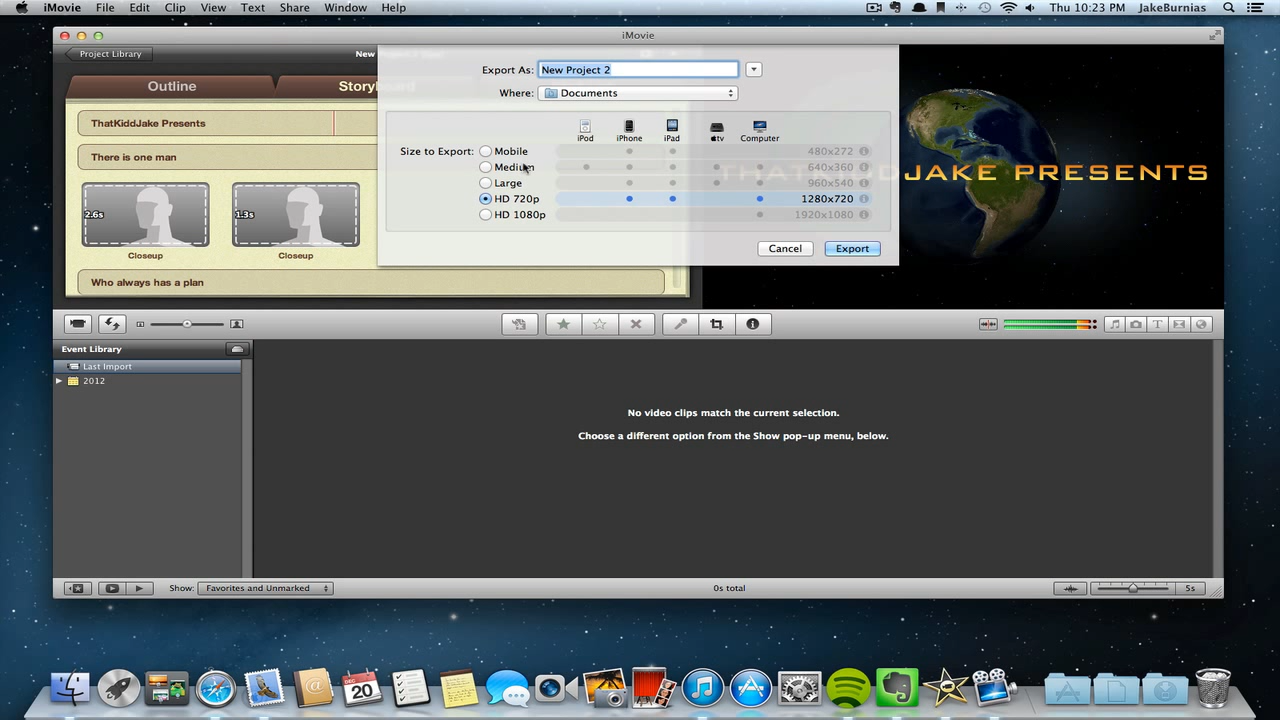 iMovie File Edit Clip View Text Share Window Help Thu 10:23 PM JakeBurnias
iMovie
Project Library New
Export As: New Project 2
Where: Documents
Outline Storyboard
iPod iPhone iPad tv Computer
ThatKiddJake Presents
Size to Export: Mobile 480x272
There is one man
Medium 640x360
THATKIDDJAKE PRESENTS
Large 960x540
HD 720p 1280x720
HD 1080p 1920x1080
2.6s 1.3s
Cancel Export
Closeup Closeup
Who always has a plan
Event Library
Last Import
2012
No video clips match the current selection.
Choose a different option from the Show pop-up menu, below.
Show: Favorites and Unmarked 0s total 5s
DEC
20